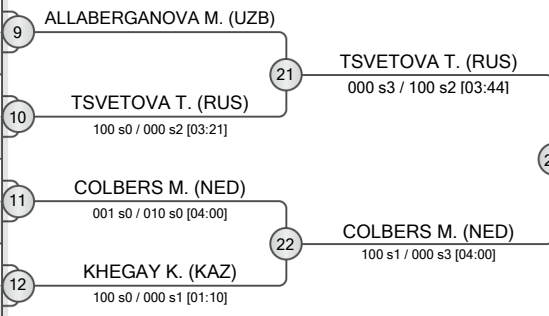 9
ALLABERGANOVA M. (UZB)
21
TSVETOVA T. (RUS)
000 s3 / 100 s2 [03:44]
10
TSVETOVA T. (RUS)
100 s0 / 000 s2 [03:21]
11
COLBERS M. (NED)
001 s0 / 010 s0 [04:00]
22
COLBERS M. (NED)
100 s1 / 000 s3 [04:00]
12
KHEGAY K. (KAZ)
100 s0 / 000 s1 [01:10]